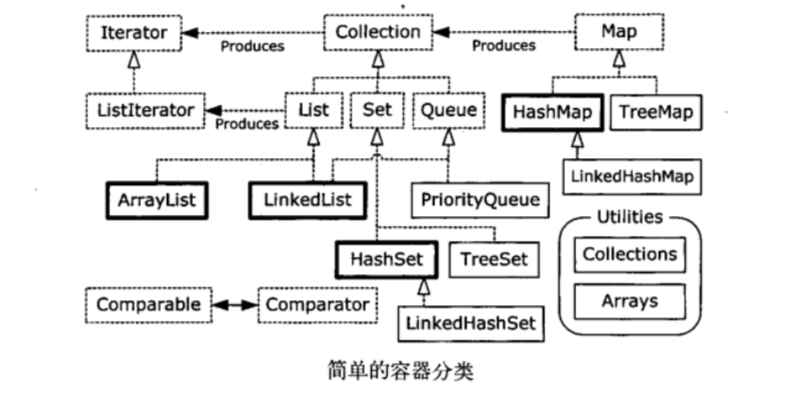 Iterator
Collection
Map
Produces
Produces
ListIterator
Produces
List
Set
Queue
HashMap
TreeMap
LinkedHashMap
ArrayList
LinkedList
PriorityQueue
Utilities
Collections
Arrays
HashSet
TreeSet
Comparable
Comparator
LinkedHashSet
简单的容器分类